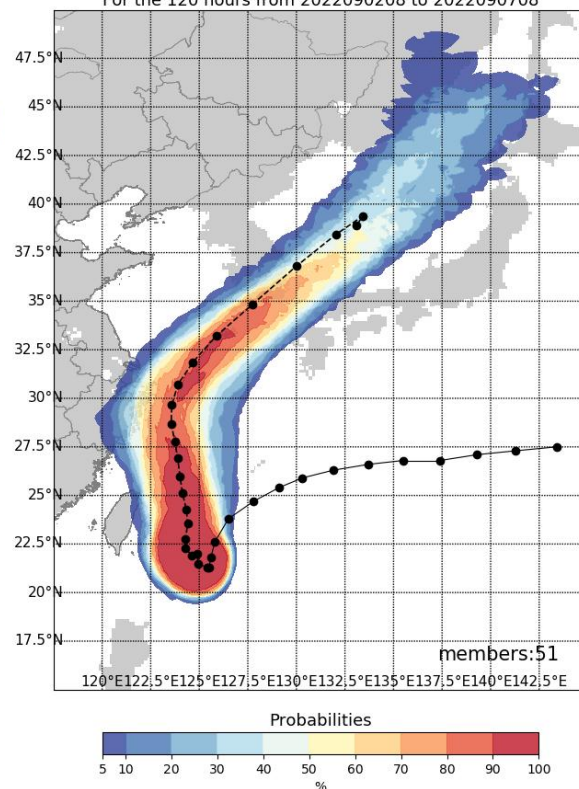 For the 120 hours from 2022090208 to 2022090708
47.5°N
45°N
42.5°N
40°N
37.5°N
35°N
32.5°N
30°N
27.5°N
25°N
22.5°N
20°N
17.5°N
members:51
120°E122.5°E125°E127.5°E130°E132.5°E135°E137.5°E140°E142.5°E
Probabilities
5 10 20 30 40 50 60 70 80 90 100
%